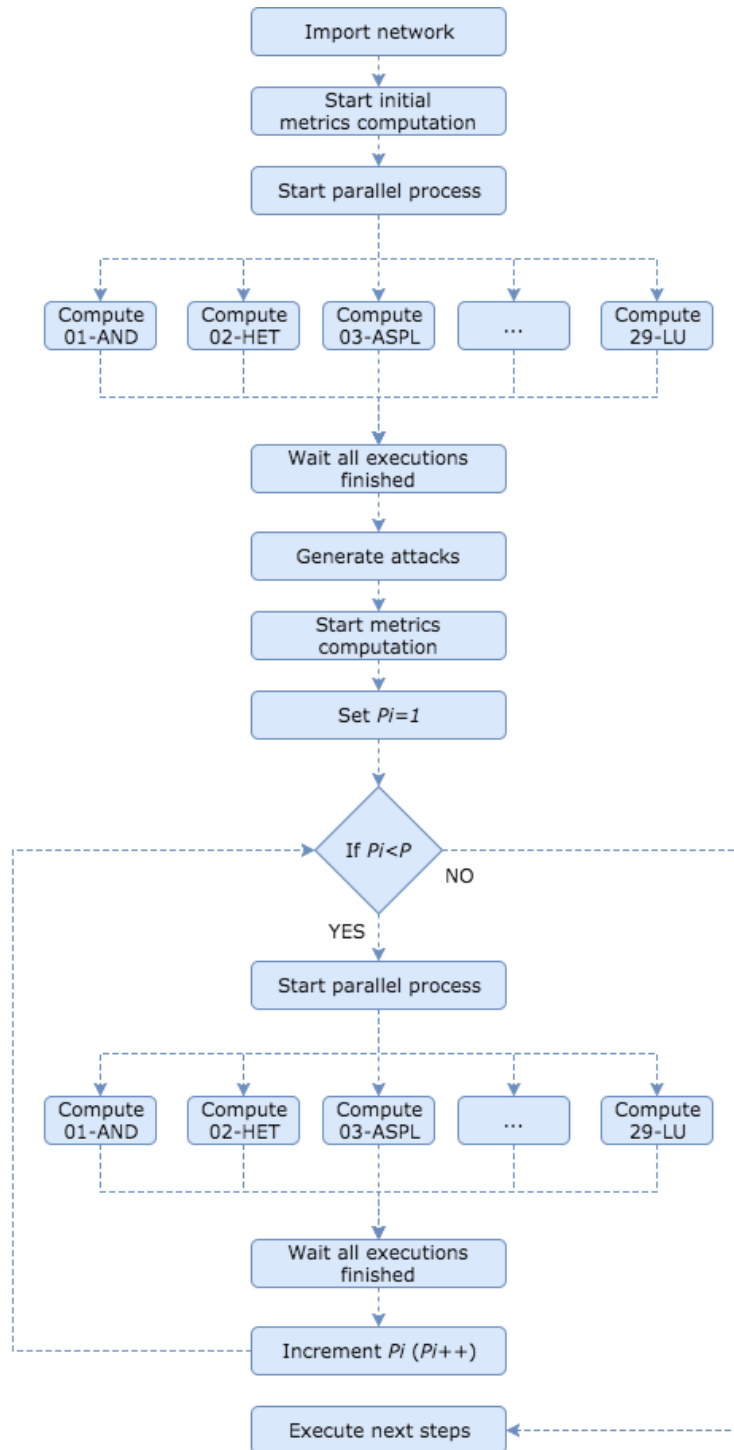 Import network
Start initial
metrics computation
Start parallel process
Compute
01-AND
Compute
02-HET
Compute
03-ASPL
...
Compute
29-LU
Wait all executions
finished
Generate attacks
Start metrics
computation
Set Pi=1
If Pi<P
NO
YES
Start parallel process
Compute
01-AND
Compute
02-HET
Compute
03-ASPL
...
Compute
29-LU
Wait all executions
finished
Increment Pi (Pi++)
Execute next steps